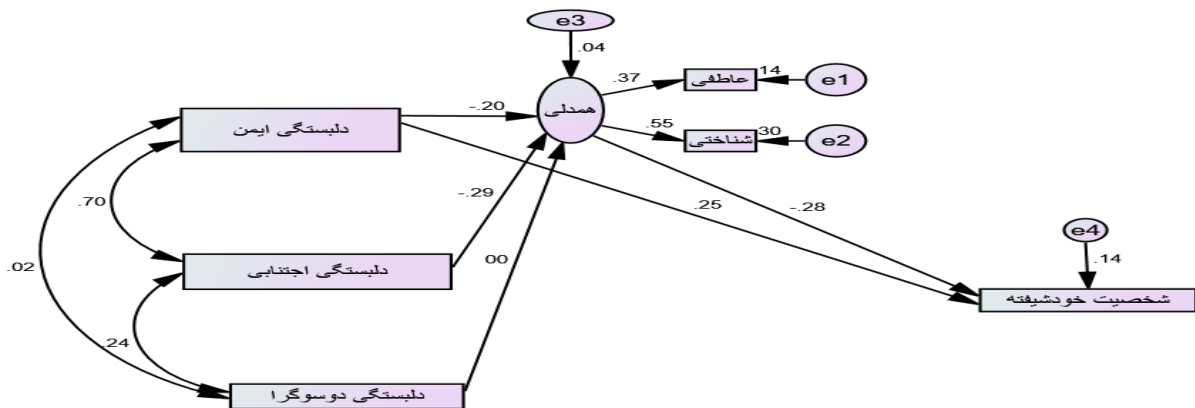 e3
.04
.37
عاطفی
14
e1
همدلی
-.20
دلبستگی ایمن
.55
شناختی
30
e2
.70
-.29
.25
-.28
e4
.14
.02
دلبستگی اجتنابی
00
شخصیت خودشیفته
-.24
دلبستگی دوسوگرا